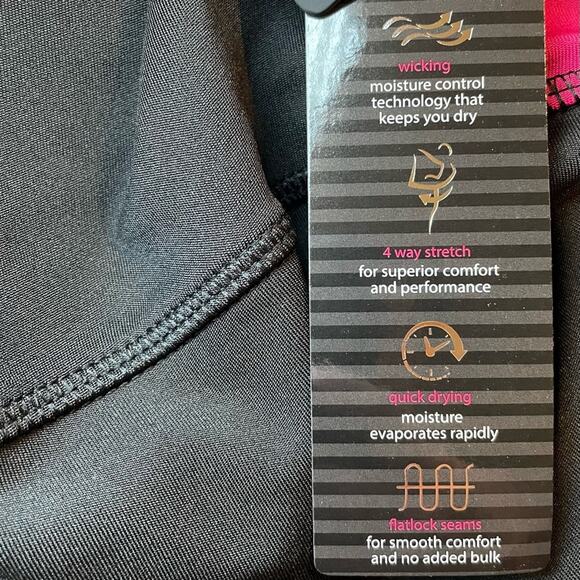 wicking
moisture control
technology that
keeps you dry
4 way stretch
for superior comfort
and performance
quick drying
moisture
evaporates rapidly
flatlock seams
for smooth comfort
and no added bulk